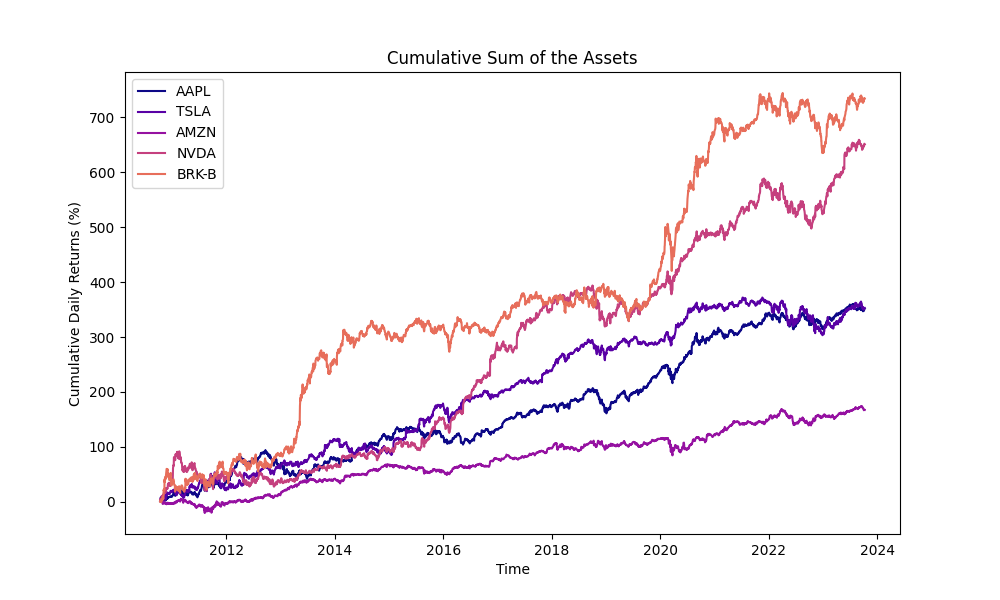 Cumulative Sum of the Assets
AAPL
TSLA
AMZN
NVDA
BRK-B
Cumulative Daily Returns (%)
700
600
500
400
300
200
100
0
2012 2014 2016 2018 2020 2022 2024
Time